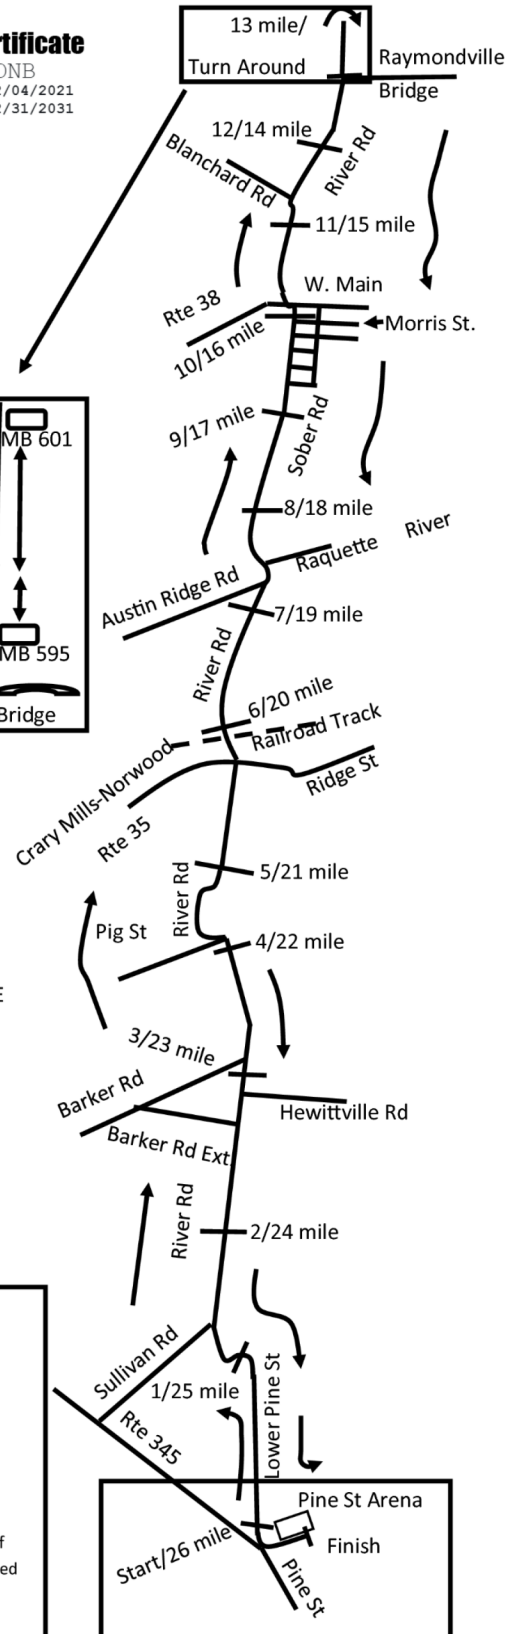 13 mile/
Turn Around
rtificate
Raymondville
Bridge
/04/2021
/31/2031
12/14 mile
River Rd
Blanchard Rd
11/15 mile
W. Main
Rte 38
Morris St.
10/16 mile
9/17 mile
Sober Rd
MB 601
8/18 mile
Raquette River
Austin Ridge Rd
7/19 mile
River Rd
MB 595
6/20 mile
Bridge
Railroad Track
Crary Mills-Norwood
Ridge St
Rte 35
5/21 mile
River Rd
Pig St
4/22 mile
3/23 mile
Barker Rd
Hewittville Rd
Barker Rd Ext.
River Rd
2/24 mile
Sullivan Rd
1/25 mile
Lower Pine St
Rte 345
Pine St Arena
Start/26 mile
Finish
f
ed
Pine St